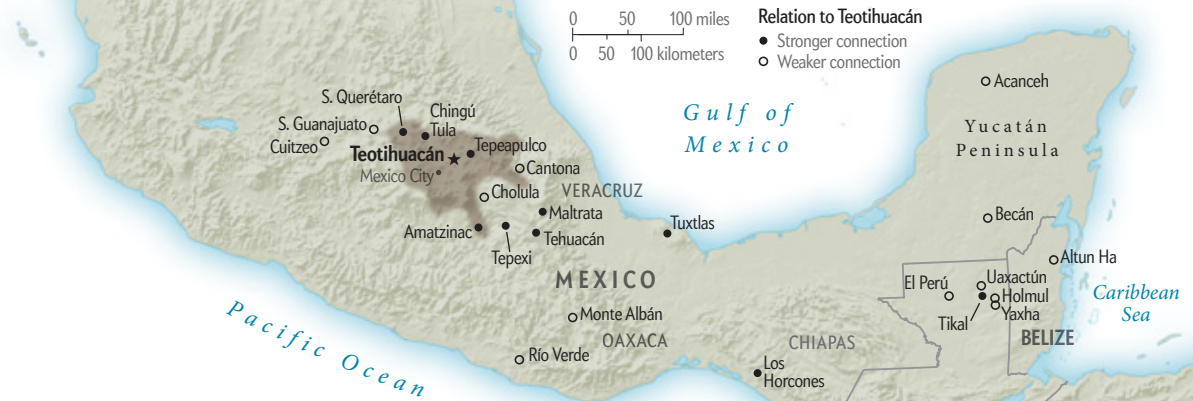 0 50 100 miles
0 50 100 kilometers
Relation to Teotihuacán
Stronger connection
Weaker connection
Gulf of
Mexico
Acanceh
Yucatán
Peninsula
S. Querétaro
Chingú
S. Guanajuato
Tula
Cuitzeo
Tepeapulco
Teotihuacán
Mexico City
Cantona
Cholula
VERACRUZ
Maltrata
Amatzinac
Tehuacán
Tepexi
Tuxtlas
Becán
Altun Ha
MEXICO
El Perú
Uaxactún
Holmul
Yaxha
Tikal
Caribbean
Sea
BELIZE
Monte Albán
OAXACA
CHIAPAS
Río Verde
Los
Horcones
Pacific Ocean